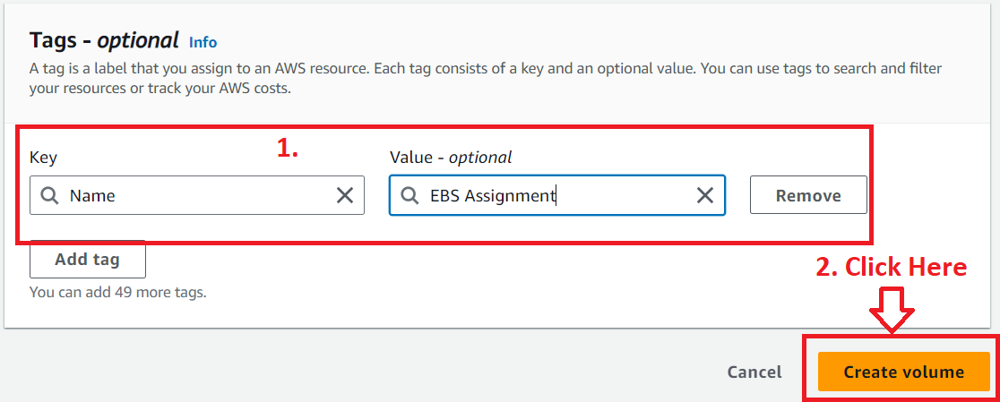 Tags - optional Info
A tag is a label that you assign to an AWS resource. Each tag consists of a key and an optional value. You can use tags to search and filter
your resources or track your AWS costs.
1.
Key
Value - optional
Name
EBS Assignment
Remove
Add tag
2. Click Here
You can add 49 more tags.
Cancel
Create volume